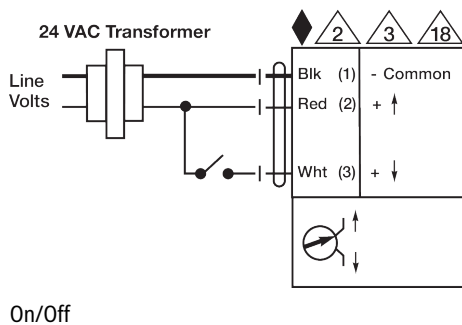 2 3 18
24 VAC Transformer
Line
Volts
Blk (1) - Common
Red (2) + ↑
Wht (3) + ↓
On/Off